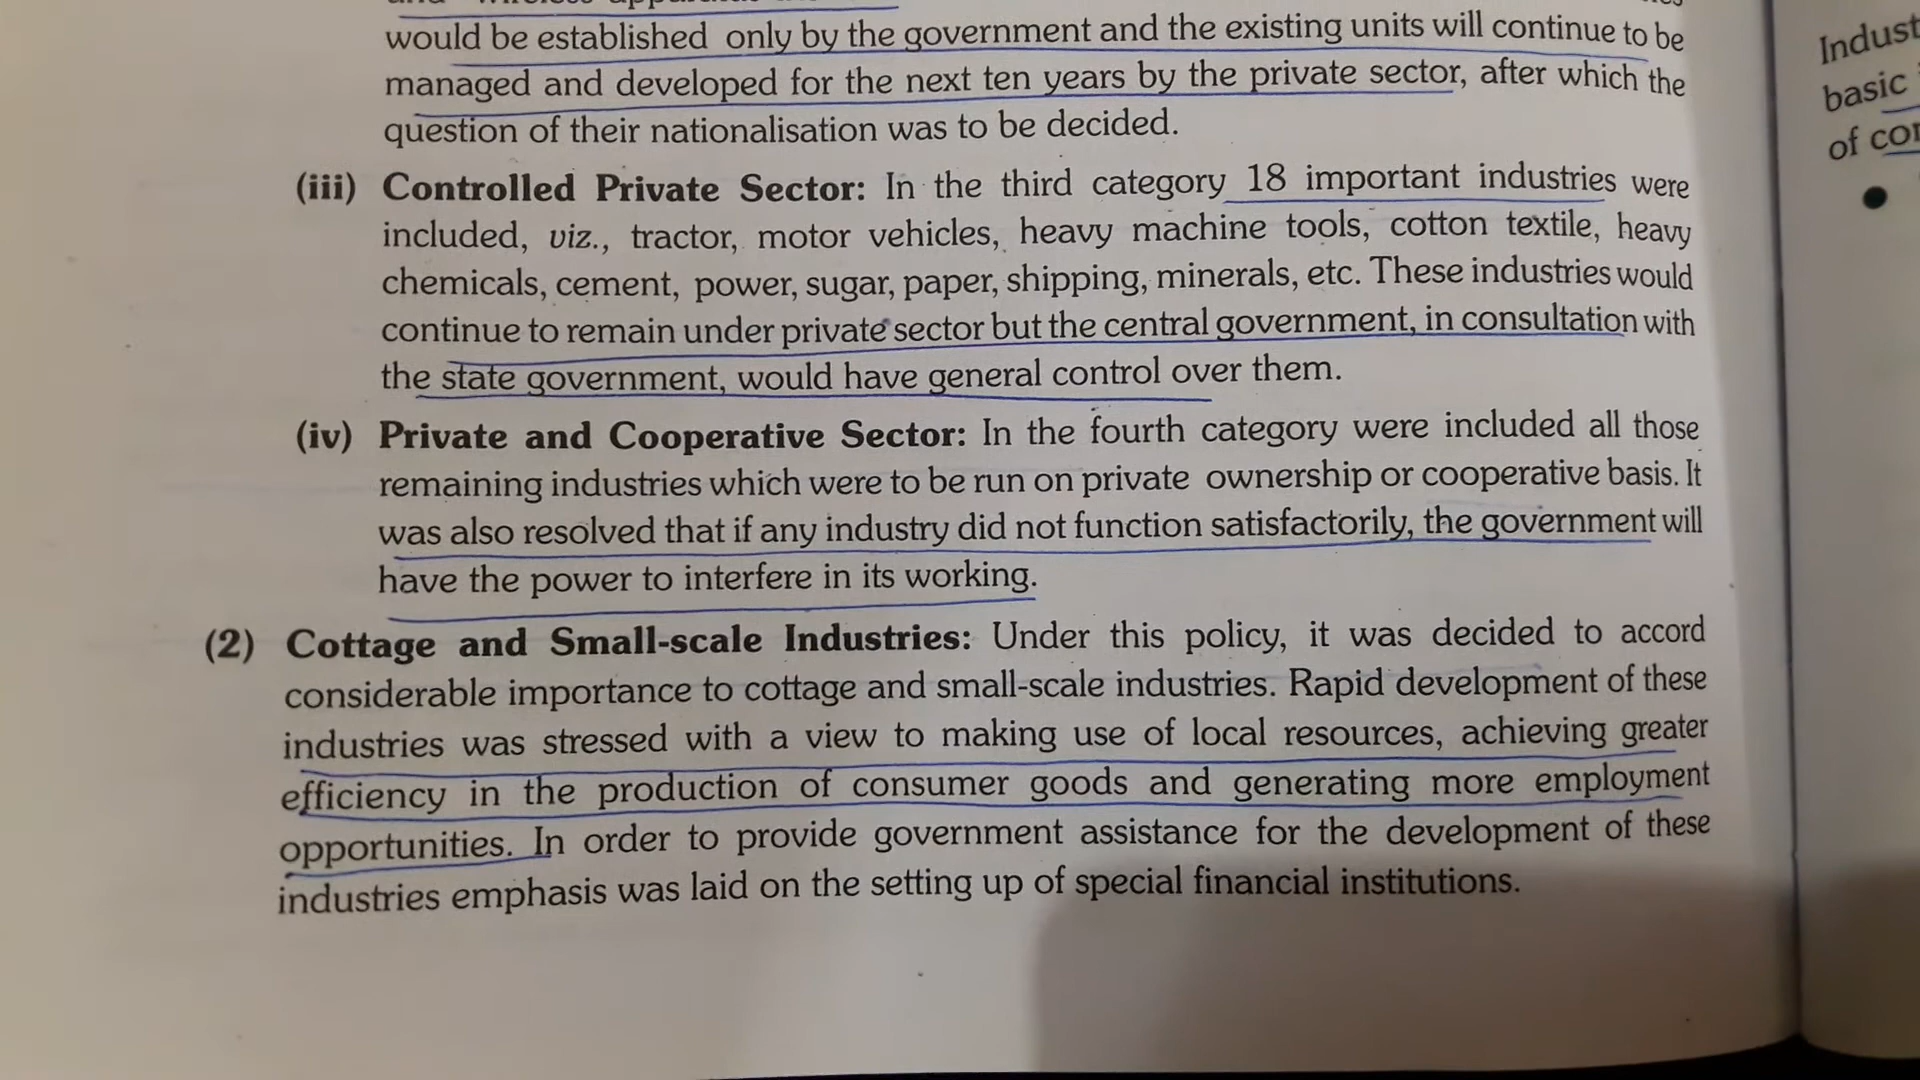 would be established only by the government and the existing units will continue to be
managed and developed for the next ten years by the private sector, after which the
question of their nationalisation was to be decided.
(iii) Controlled Private Sector: In the third category 18 important industries were
included, viz., tractor, motor vehicles, heavy machine tools, cotton textile, heavy
chemicals, cement, power, sugar, paper, shipping, minerals, etc. These industries would
continue to remain under private sector but the central government, in consultation with
the state government, would have general control over them.
(iv) Private and Cooperative Sector: In the fourth category were included all those
remaining industries which were to be run on private ownership or cooperative basis. It
was also resolved that if any industry did not function satisfactorily, the government will
have the power to interfere in its working.
(2) Cottage and Small-scale Industries: Under this policy, it was decided to accord
considerable importance to cottage and small-scale industries. Rapid development of these
industries was stressed with a view to making use of local resources, achieving greater
efficiency in the production of consumer goods and generating more employment
opportunities. In order to provide government assistance for the development of these
industries emphasis was laid on the setting up of special financial institutions.
Indust
basic
of